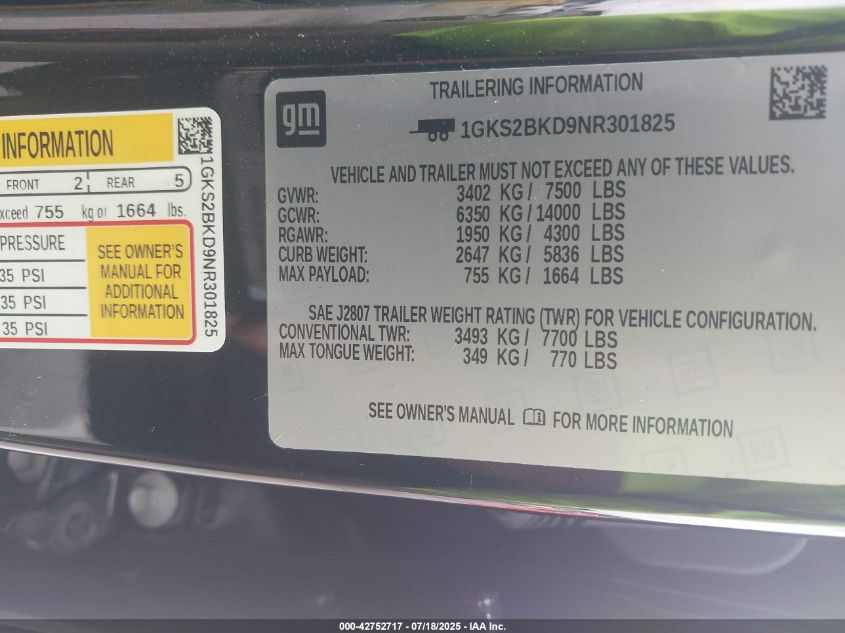 INFORMATION
FRONT 2 REAR 5
xceed 755 kg or 1664 lbs.
PRESSURE
35 PSI
35 PSI
35 PSI
SEE OWNER'S
MANUAL FOR
ADDITIONAL
INFORMATION
1GKS2BKD9NR301825
gm
TRAILERING INFORMATION
1GKS2BKD9NR301825
VEHICLE AND TRAILER MUST NOT EXCEED ANY OF THESE VALUES.
GVWR: 3402 KG / 7500 LBS
GCWR: 6350 KG / 14000 LBS
RGAWR: 1950 KG / 4300 LBS
CURB WEIGHT: 2647 KG / 5836 LBS
MAX PAYLOAD: 755 KG / 1664 LBS
SAE J2807 TRAILER WEIGHT RATING (TWR) FOR VEHICLE CONFIGURATION.
CONVENTIONAL TWR: 3493 KG / 7700 LBS
MAX TONGUE WEIGHT: 349 KG / 770 LBS
SEE OWNER'S MANUAL FOR MORE INFORMATION
000-42752717 - 07/18/2025 - IAA Inc.